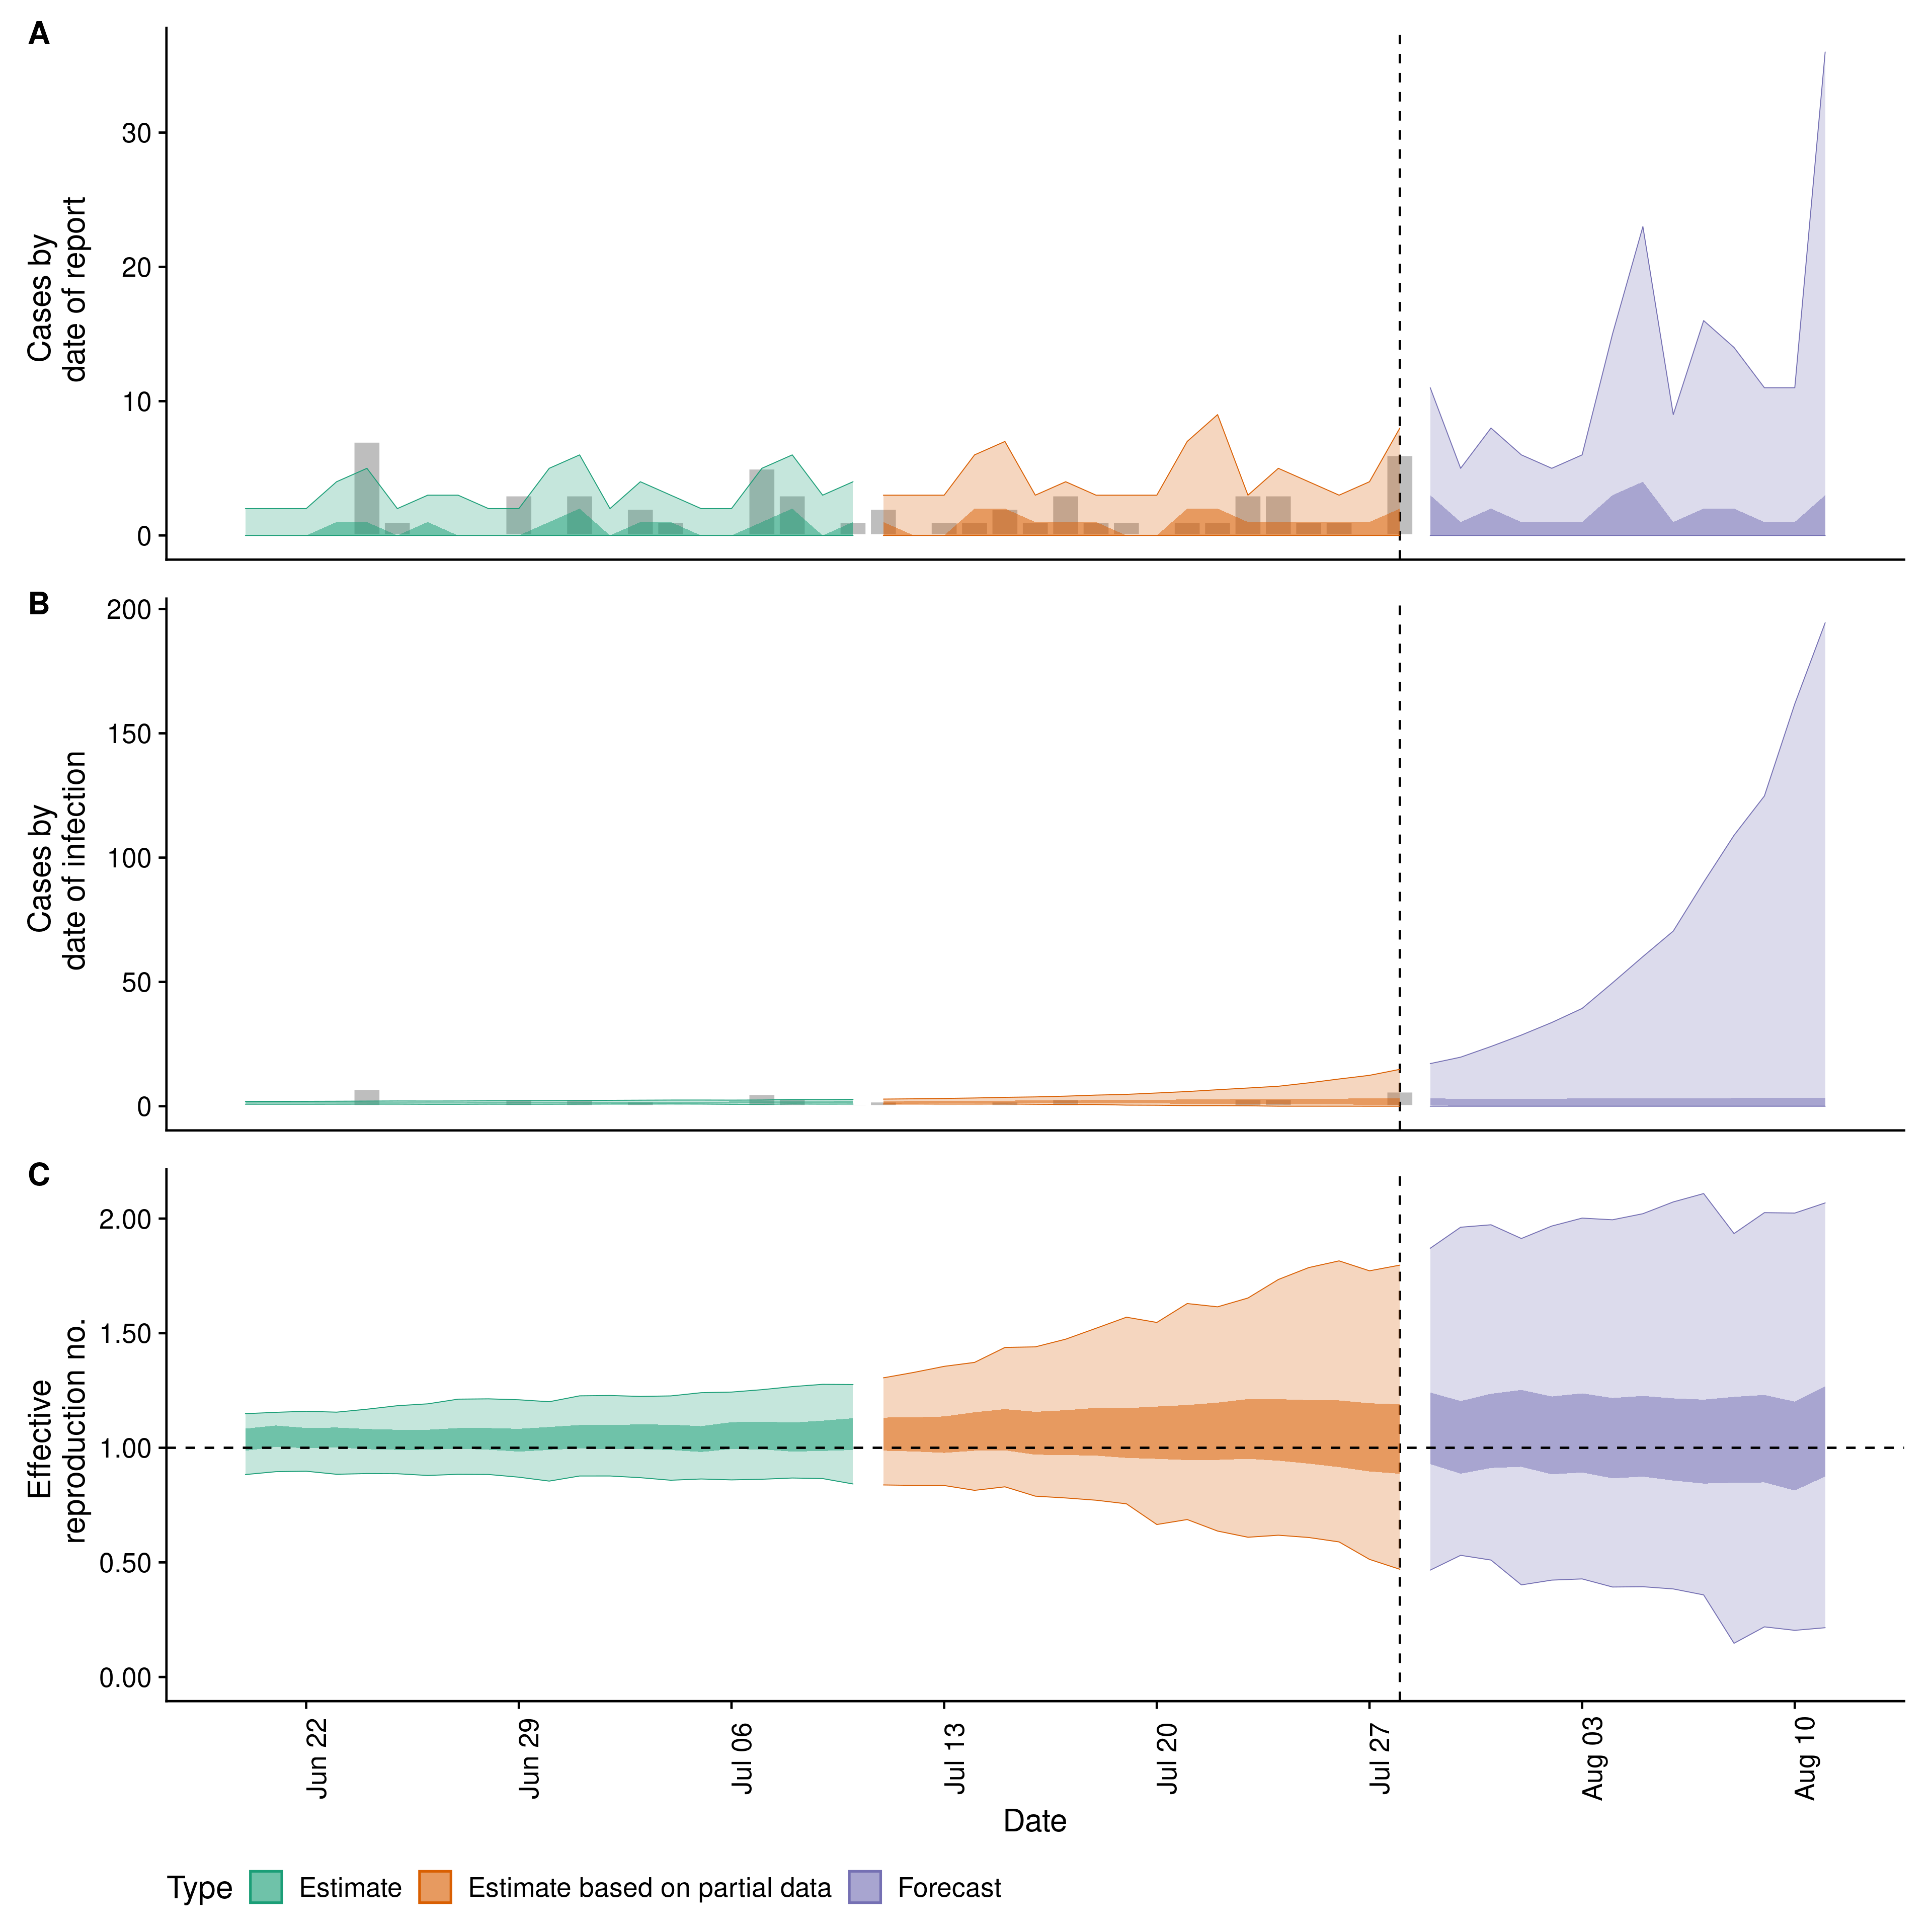 A
Cases by
date of report
30
20
10
0
B
Cases by
date of infection
200
150
100
50
0
C
Effective
reproduction no.
2.00
1.50
1.00
0.50
0.00
Jun 22
Jun 29
Jul 06
Jul 13
Jul 20
Jul 27
Aug 03
Aug 10
Date
Type Estimate Estimate based on partial data Forecast